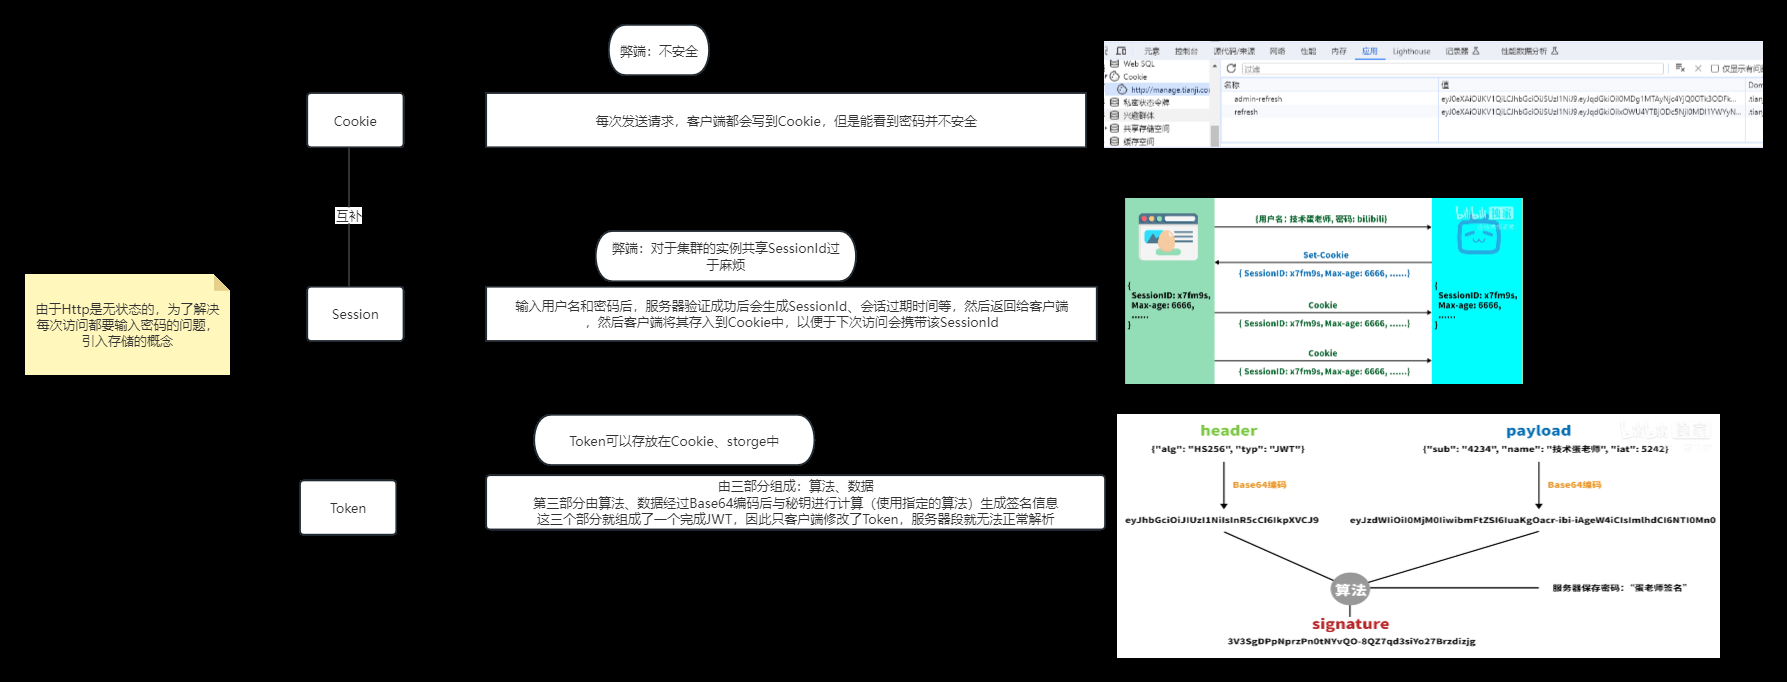 弊端：不安全
Cookie
每次发送请求，客户端都会写到Cookie，但是能看到密码并不安全
元素 控制台 源代码/来源 网络 性能 内存 应用 Lighthouse 记录器 性能数据分析
Web SQL
Cookie
http://manage.tianji.co
私密状态令牌
兴趣群体
共享存储空间
缓存空间
过滤
仅显示有问
名称 值 Dom
admin-refresh
refresh
互补
弊端：对于集群的实例共享SessionId过
于麻烦
由于Http是无状态的，为了解决
每次访问都要输入密码的问题，
引入存储的概念
Session
输入用户名和密码后，服务器验证成功后会生成SessionId、会话过期时间等，然后返回给客户端
，然后客户端将其存入到Cookie中，以便于下次访问会携带该SessionId
{用户名：技术蛋老师, 密码: bilibili}
Set-Cookie
{ SessionID: x7fm9s, Max-age: 6666, ......}
Cookie
{ SessionID: x7fm9s, Max-age: 6666, ......}
Cookie
{ SessionID: x7fm9s, Max-age: 6666, ......}
{
SessionID: x7fm9s,
Max-age: 6666,
......
}
bilibili 独家
{
SessionID: x7fm9s,
Max-age: 6666,
......
}
Token可以存放在Cookie、storge中
Token
由三部分组成：算法、数据
第三部分由算法、数据经过Base64编码后与秘钥进行计算（使用指定的算法）生成签名信息
这三个部分就组成了一个完成JWT，因此只客户端修改了Token，服务器段就无法正常解析
header
{"alg": "HS256", "typ": "JWT"}
Base64编码
eyJhbGciOiJIUzI1NiIsInR5cCI6IkpXVCJ9
payload
{"sub": "4234", "name": "技术蛋老师", "iat": 5242}
Base64编码
算法
服务器保存密码：“蛋老师签名”
signature
3V3SgDPpNprzPn0tNYvQO-8QZ7qd3siYo27Brzdizjg